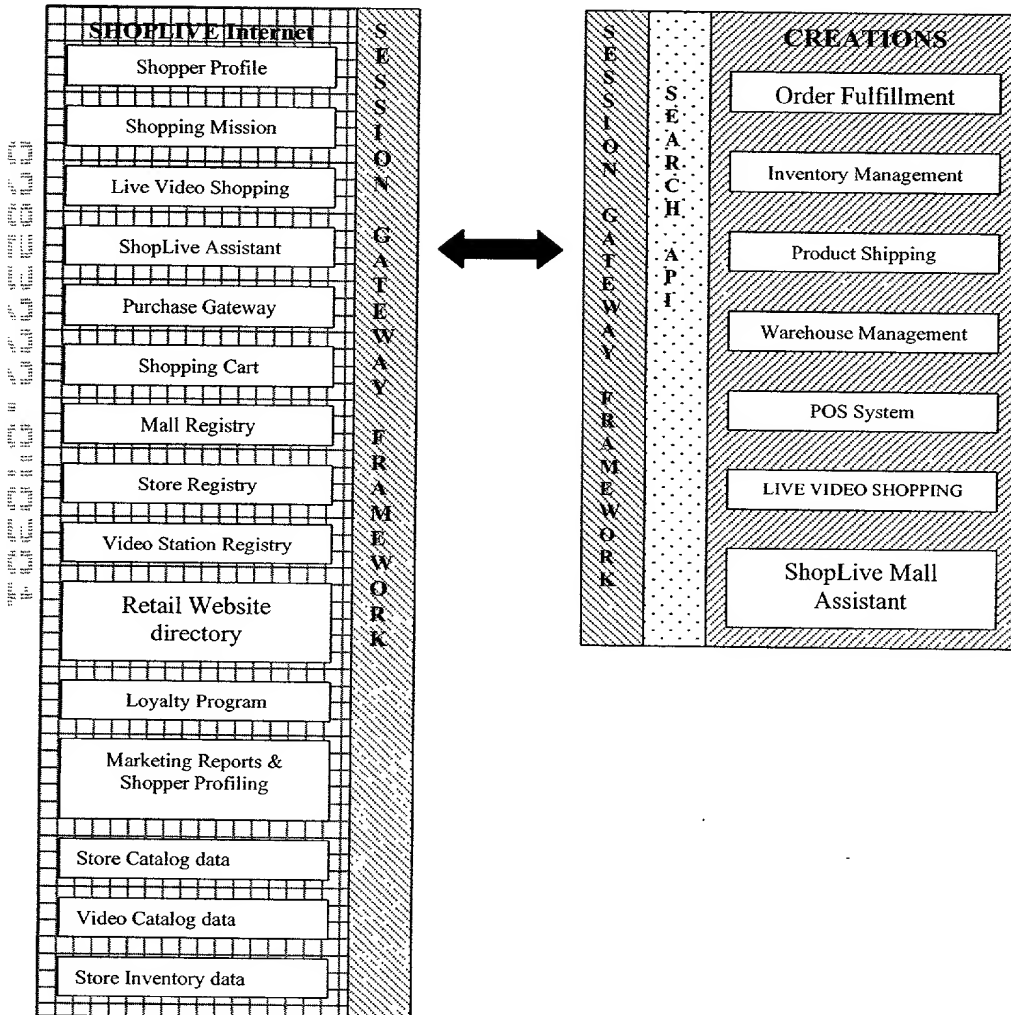 SHOPLIVE Internet
Shopper Profile
Shopping Mission
Live Video Shopping
ShopLive Assistant
Purchase Gateway
Shopping Cart
Mall Registry
Store Registry
Video Station Registry
Retail Website
directory
Loyalty Program
Marketing Reports &
Shopper Profiling
Store Catalog data
Video Catalog data
Store Inventory data
SESSION GATEWAY FRAMEWORK
SESSION GATEWAY FRAMEWORK
SEARCH API
CREATIONS
Order Fulfillment
Inventory Management
Product Shipping
Warehouse Management
POS System
LIVE VIDEO SHOPPING
ShopLive Mall
Assistant